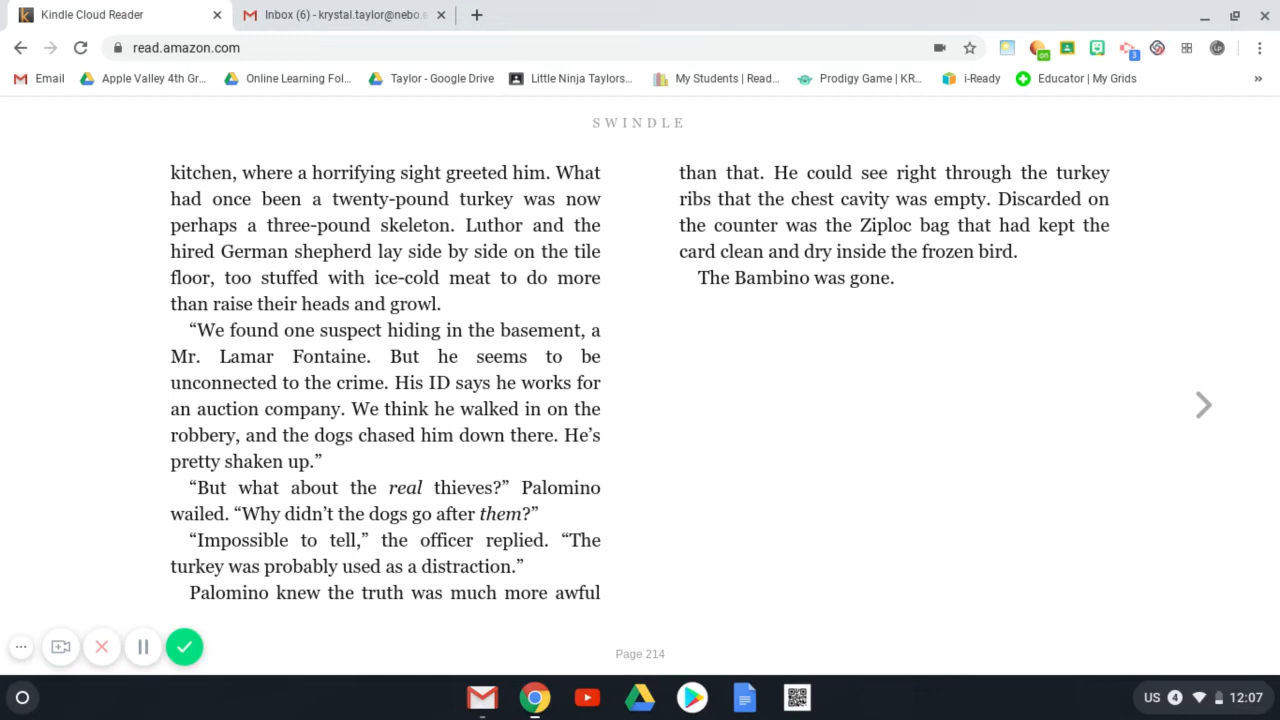 Kindle Cloud Reader
Inbox (6) - krystal.taylor@nebo.e
read.amazon.com
on
3
LP
Email
Apple Valley 4th Gr...
Online Learning Fol...
Taylor - Google Drive
Little Ninja Taylors...
My Students | Read...
Prodigy Game | KR...
i-Ready
Educator | My Grids
»
SWINDLE
kitchen, where a horrifying sight greeted him. What
had once been a twenty-pound turkey was now
perhaps a three-pound skeleton. Luthor and the
hired German shepherd lay side by side on the tile
floor, too stuffed with ice-cold meat to do more
than raise their heads and growl.
“We found one suspect hiding in the basement, a
Mr. Lamar Fontaine. But he seems to be
unconnected to the crime. His ID says he works for
an auction company. We think he walked in on the
robbery, and the dogs chased him down there. He’s
pretty shaken up.”
“But what about the real thieves?” Palomino
wailed. “Why didn’t the dogs go after them?”
“Impossible to tell,” the officer replied. “The
turkey was probably used as a distraction.”
Palomino knew the truth was much more awful
than that. He could see right through the turkey
ribs that the chest cavity was empty. Discarded on
the counter was the Ziploc bag that had kept the
card clean and dry inside the frozen bird.
The Bambino was gone.
Page 214
US 4 12:07